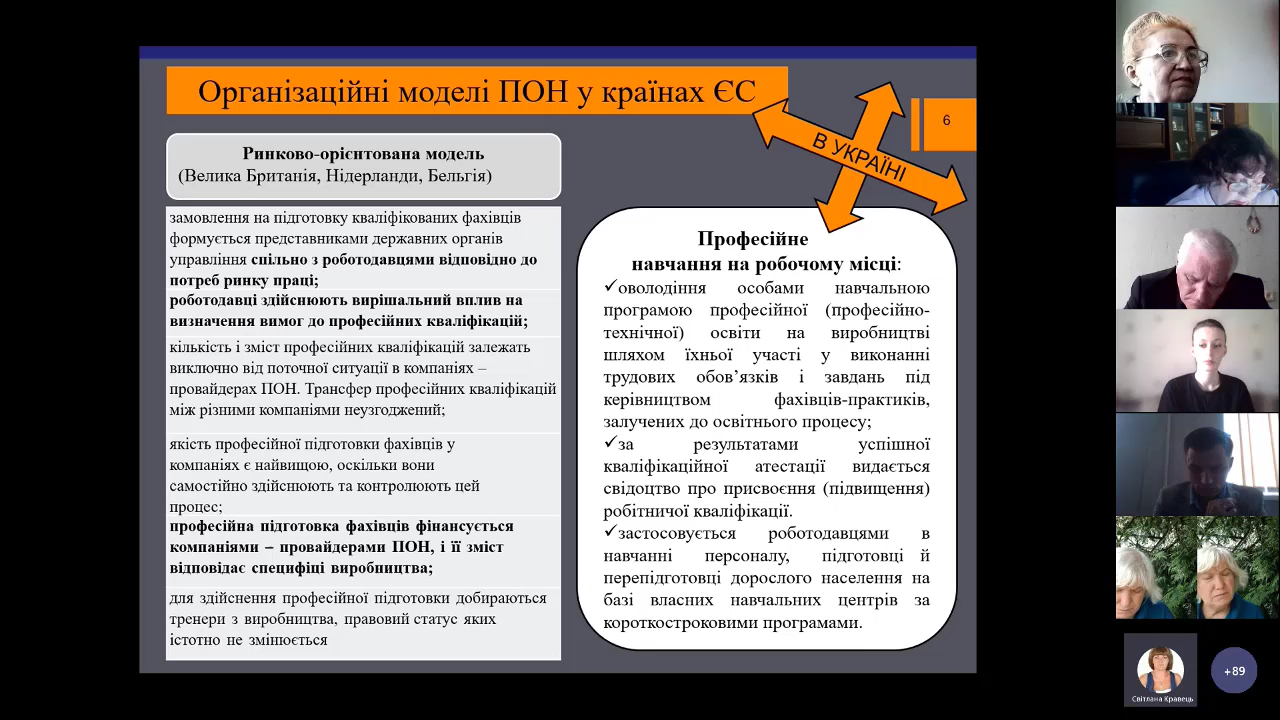 Організаційні моделі ПОН у країнах ЄС
В УКРАЇНІ
6
Ринково-орієнтована модель
(Велика Британія, Нідерланди, Бельгія)
замовлення на підготовку кваліфікованих фахівців
формується представниками державних органів
управління спільно з роботодавцями відповідно до
потреб ринку праці;
роботодавці здійснюють вирішальний вплив на
визначення вимог до професійних кваліфікацій;
кількість і зміст професійних кваліфікацій залежать
виключно від поточної ситуації в компаніях –
провайдерах ПОН. Трансфер професійних кваліфікацій
між різними компаніями неузгоджений;
якість професійної підготовки фахівців у
компаніях є найвищою, оскільки вони
самостійно здійснюють та контролюють цей
процес;
професійна підготовка фахівців фінансується
компаніями – провайдерами ПОН, і її зміст
відповідає специфіці виробництва;
для здійснення професійної підготовки добираються
тренери з виробництва, правовий статус яких
істотно не змінюється
Професійне
навчання на робочому місці:
✓оволодіння особами навчальною
програмою професійної (професійно-
технічної) освіти на виробництві
шляхом їхньої участі у виконанні
трудових обов’язків і завдань під
керівництвом фахівців-практиків,
залучених до освітнього процесу;
✓за результатами успішної
кваліфікаційної атестації видається
свідоцтво про присвоєння (підвищення)
робітничої кваліфікації.
✓застосовується роботодавцями в
навчанні персоналу, підготовці й
перепідготовці дорослого населення на
базі власних навчальних центрів за
короткостроковими програмами.
Світлана Кравець
+89